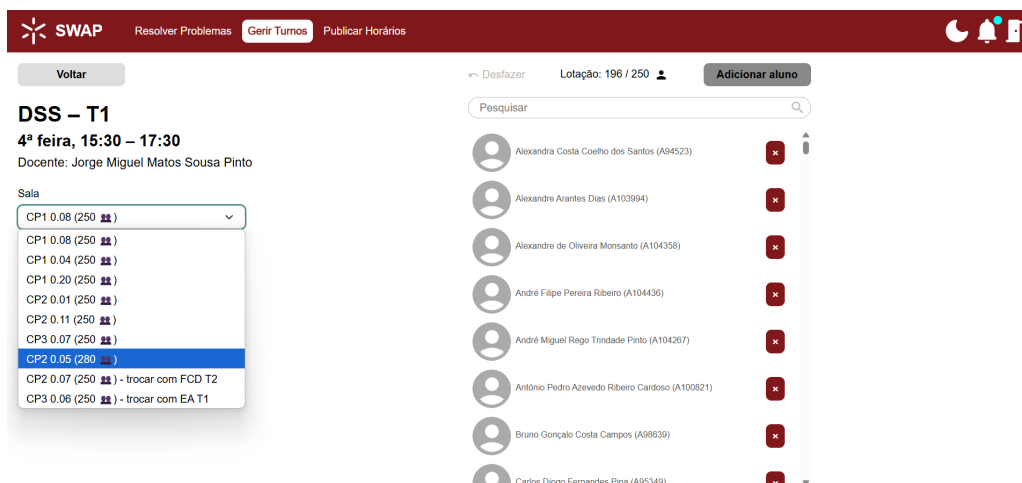 SWAP Resolver Problemas Gerir Turnos Publicar Horários
Voltar
DSS – T1
4ª feira, 15:30 – 17:30
Docente: Jorge Miguel Matos Sousa Pinto
Sala
CP1 0.08 (250 👥)
CP1 0.08 (250 👥)
CP1 0.04 (250 👥)
CP1 0.20 (250 👥)
CP2 0.01 (250 👥)
CP2 0.11 (250 👥)
CP3 0.07 (250 👥)
CP2 0.05 (280 👥)
CP2 0.07 (250 👥) - trocar com FCD T2
CP3 0.06 (250 👥) - trocar com EA T1
Desfazer Lotação: 196 / 250 Adicionar aluno
Pesquisar
Alexandra Costa Coelho dos Santos (A94523)
Alexandre Arantes Dias (A103994)
Alexandre de Oliveira Monsanto (A104358)
André Filipe Pereira Ribeiro (A104436)
André Miguel Rego Trindade Pinto (A104267)
António Pedro Azevedo Ribeiro Cardoso (A100821)
Bruno Gonçalo Costa Campos (A98639)
Carlos Diogo Fernandes Pina (A95349)